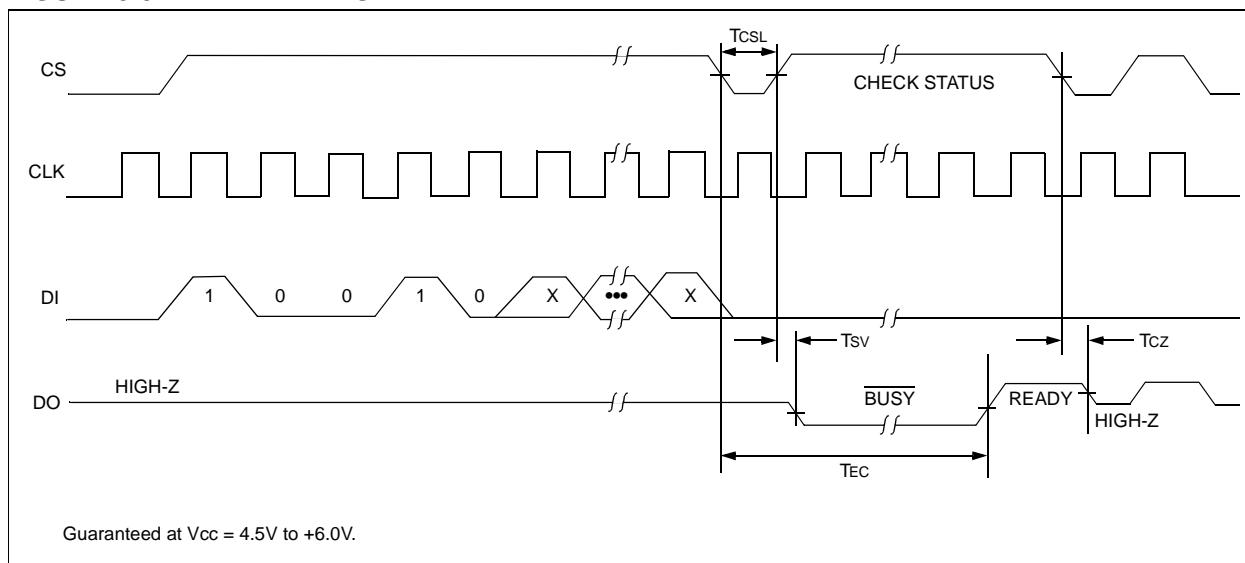 TCSL
CS
CHECK STATUS
CLK
DI
1 0 0 1 0 X ••• X
TSV
TCZ
HIGH-Z
DO
BUSY
READY
HIGH-Z
TEC
Guaranteed at Vcc = 4.5V to +6.0V.